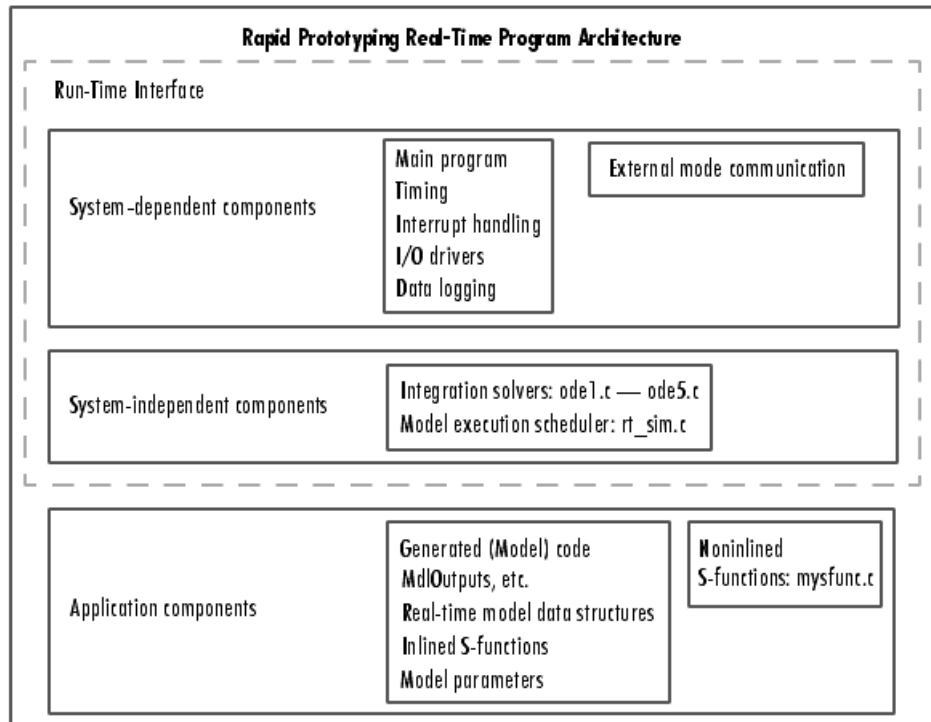 Rapid Prototyping Real-Time Program Architecture
Run-Time Interface
System-dependent components
Main program
Timing
Interrupt handling
I/O drivers
Data logging
External mode communication
System-independent components
Integration solvers: ode1.c — ode5.c
Model execution scheduler: rt_sim.c
Application components
Generated (Model) code
MdlOutputs, etc.
Real-time model data structures
Inlined S-functions
Model parameters
Noninlined
S-functions: mysfunc.c